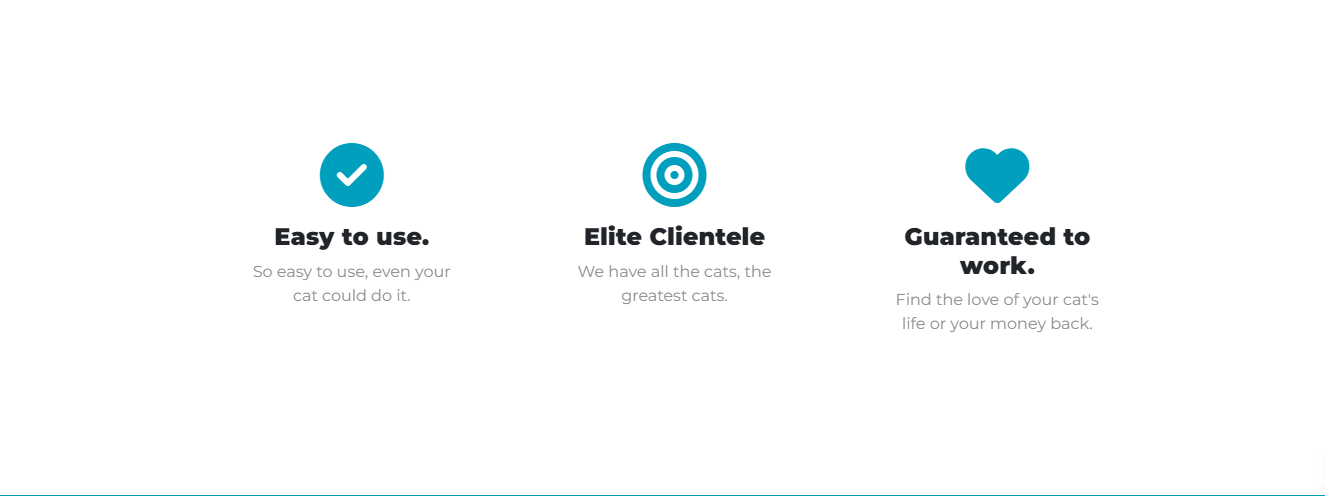 Easy to use.
So easy to use, even your
cat could do it.
Elite Clientele
We have all the cats, the
greatest cats.
Guaranteed to
work.
Find the love of your cat's
life or your money back.